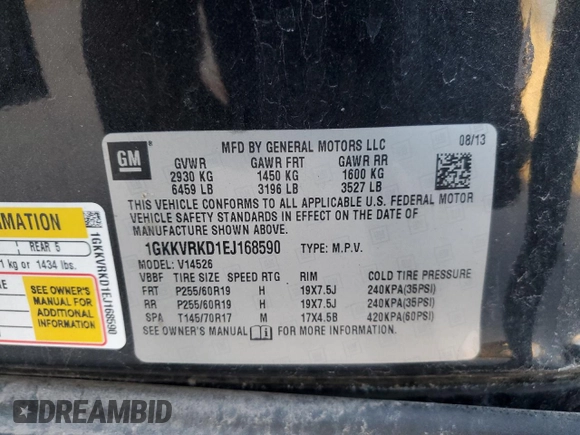 GM
MFD BY GENERAL MOTORS LLC
08/13
GVWR GAWR FRT GAWR RR
2930 KG 1450 KG 1600 KG
6459 LB 3196 LB 3527 LB
THIS VEHICLE CONFORMS TO ALL APPLICABLE U.S. FEDERAL MOTOR
VEHICLE SAFETY STANDARDS IN EFFECT ON THE DATE OF
MANUFACTURE SHOWN ABOVE.
1GKKVRKD1EJ168590 TYPE: M.P.V.
MODEL: V14526
VBBF TIRE SIZE SPEED RTG RIM COLD TIRE PRESSURE
FRT P255/60R19 H 19X7.5J 240KPA(35PSI)
RR P255/60R19 H 19X7.5J 240KPA(35PSI)
SPA T145/70R17 M 17X4.5B 420KPA(60PSI)
SEE OWNER'S MANUAL FOR MORE INFORMATION
REAR 5
kg or 1434 lbs.
SEE OWNER'S
MANUAL FOR
ADDITIONAL
INFORMATION
1GKKVRKD1EJ168590
DREAMBID